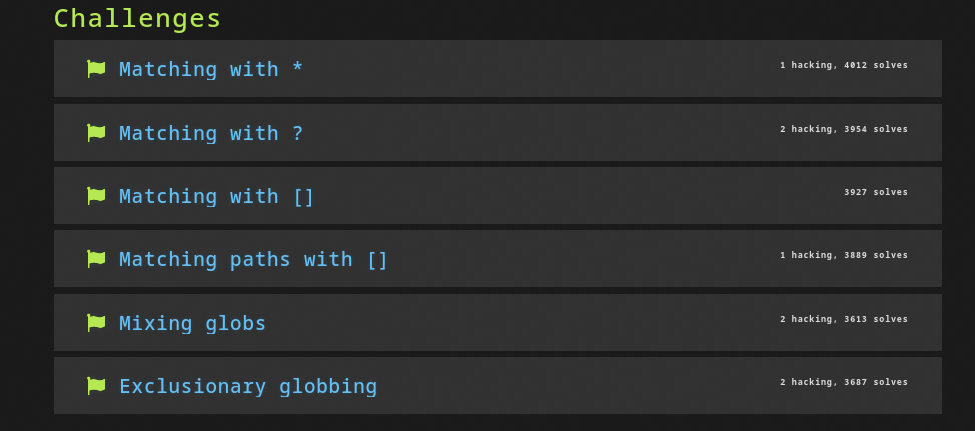 Challenges
Matching with *
1 hacking, 4012 solves
Matching with ?
2 hacking, 3954 solves
Matching with []
3927 solves
Matching paths with []
1 hacking, 3889 solves
Mixing globs
2 hacking, 3613 solves
Exclusionary globbing
2 hacking, 3687 solves